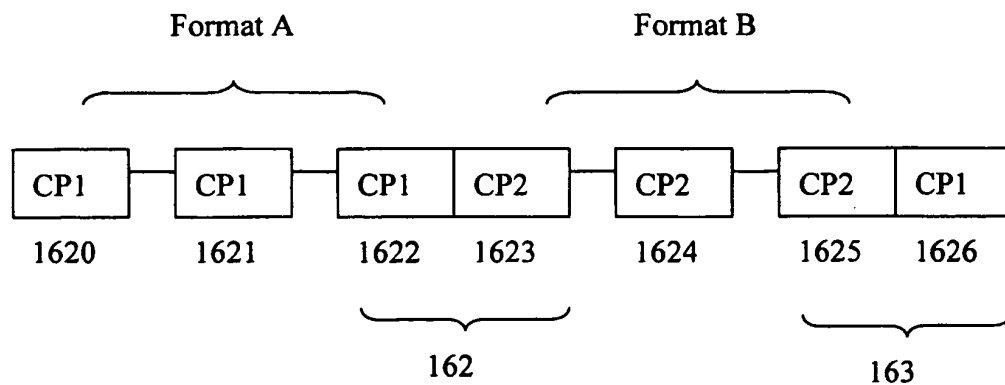 Format A Format B
CP1 CP1 CP1 CP2 CP2 CP2 CP1
1620 1621 1622 1623 1624 1625 1626
162 163